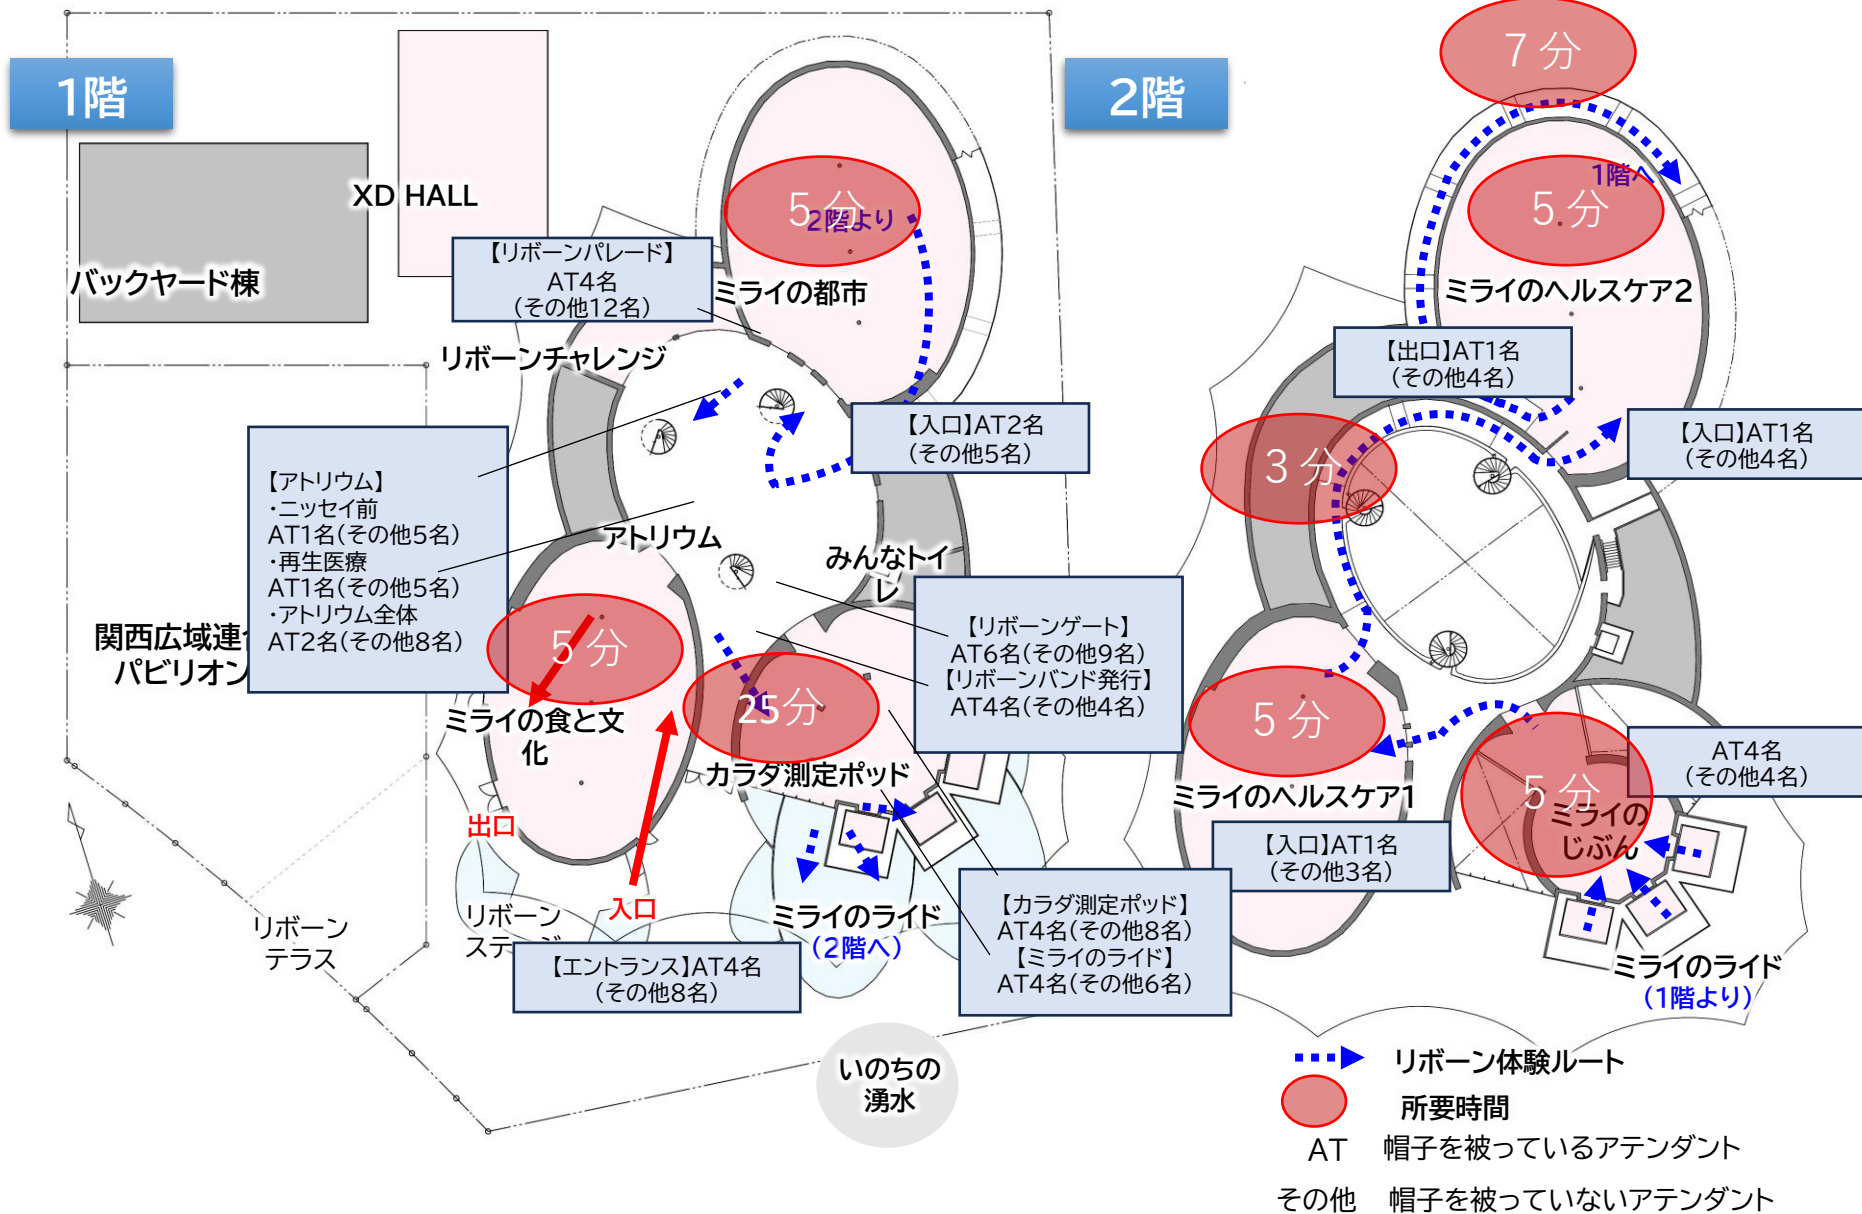 1階
XD HALL
バックヤード棟
5分
2階より
【リボーンパレード】
AT4名
(その他12名)
ミライの都市
リボーンチャレンジ
【入口】AT2名
(その他5名)
【アトリウム】
・ニッセイ前
AT1名(その他5名)
・再生医療
AT1名(その他5名)
・アトリウム全体
AT2名(その他8名)
アトリウム
みんなトイ
レ
関西広域連
パビリオン
【リボーンゲート】
AT6名(その他9名)
【リボーンバンド発行】
AT4名(その他4名)
5分
ミライの食と文
化
25分
カラダ測定ポッド
出口
入口
リボーン
テラス
リボーン
ステ
ミライのライド
(2階へ)
【エントランス】AT4名
(その他8名)
【カラダ測定ポッド】
AT4名(その他8名)
【ミライのライド】
AT4名(その他6名)
いのちの
湧水
2階
7分
1階へ
5分
ミライのヘルスケア2
【出口】AT1名
(その他4名)
【入口】AT1名
(その他4名)
3分
5分
ミライのヘルスケア1
【入口】AT1名
(その他3名)
AT4名
(その他4名)
5分
ミライの
じぶん
ミライのライド
(1階より)
リボーン体験ルート
所要時間
AT 帽子を被っているアテンダント
その他 帽子を被っていないアテンダント